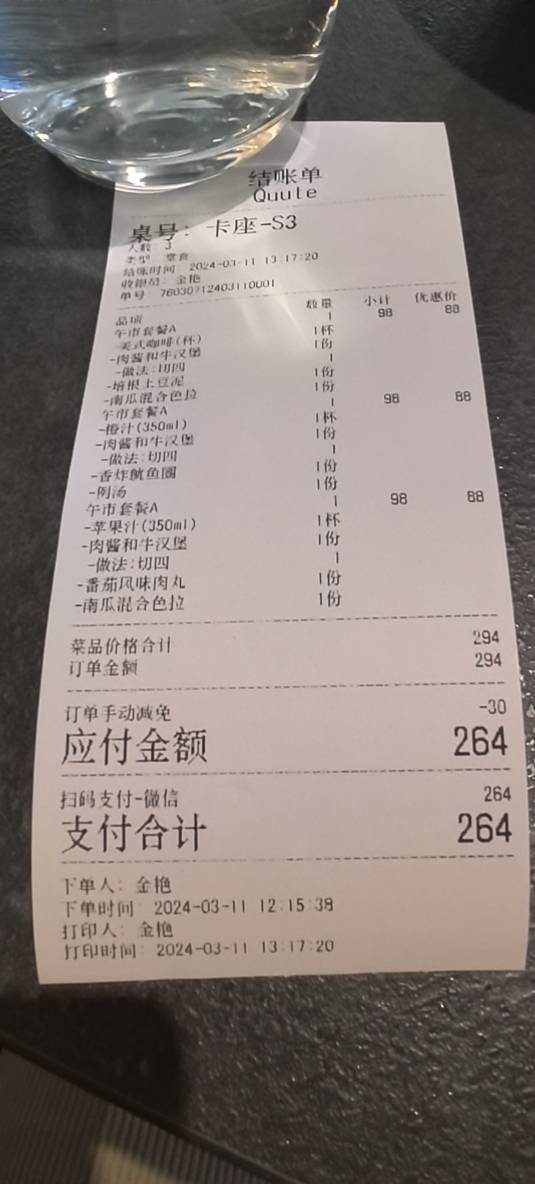 结账单
Quule
桌号: 卡座-S3
人数 3
类型 堂食
结账时间 2024-03-11 13:17:20
收银员: 金艳
单号 76030712403110001
品项 数量 小计 优惠价
午市套餐A 1 98 88
-美式咖啡(杯) 1杯
-肉酱和牛汉堡 1份
-做法:切四 1
-培根土豆泥 1份
-南瓜混合色拉 1份
午市套餐A 1 98 88
-橙汁(350ml) 1杯
-肉酱和牛汉堡 1份
-做法:切四 1
-香炸鱿鱼圈 1份
-例汤 1份
午市套餐A 1 98 88
-苹果汁(350ml) 1杯
-肉酱和牛汉堡 1份
-做法:切四 1
-番茄风味肉丸 1份
-南瓜混合色拉 1份
菜品价格合计 294
订单金额 294
订单手动减免 -30
应付金额 264
扫码支付-微信 264
支付合计 264
下单人: 金艳
下单时间: 2024-03-11 12:15:38
打印人: 金艳
打印时间: 2024-03-11 13:17:20